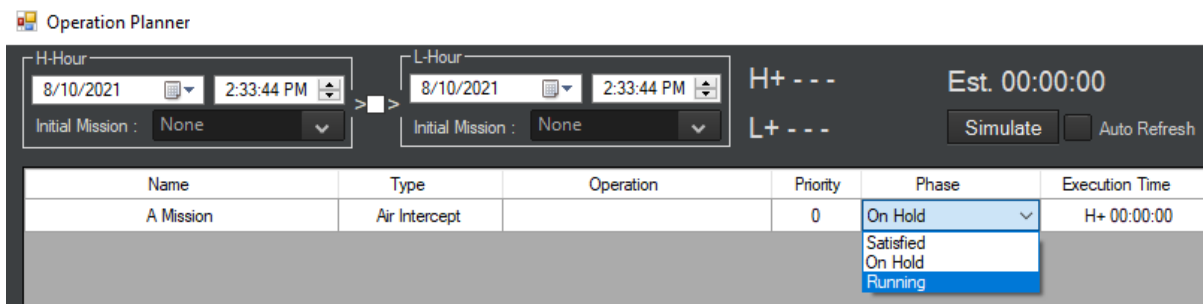 Operation Planner
H-Hour
8/10/2021 2:33:44 PM
Initial Mission : None
> >
L-Hour
8/10/2021 2:33:44 PM
Initial Mission : None
H+ - - -
L+ - - -
Est. 00:00:00
Simulate Auto Refresh
Name Type Operation Priority Phase Execution Time
A Mission Air Intercept 0 On Hold H+ 00:00:00
Satisfied
On Hold
Running